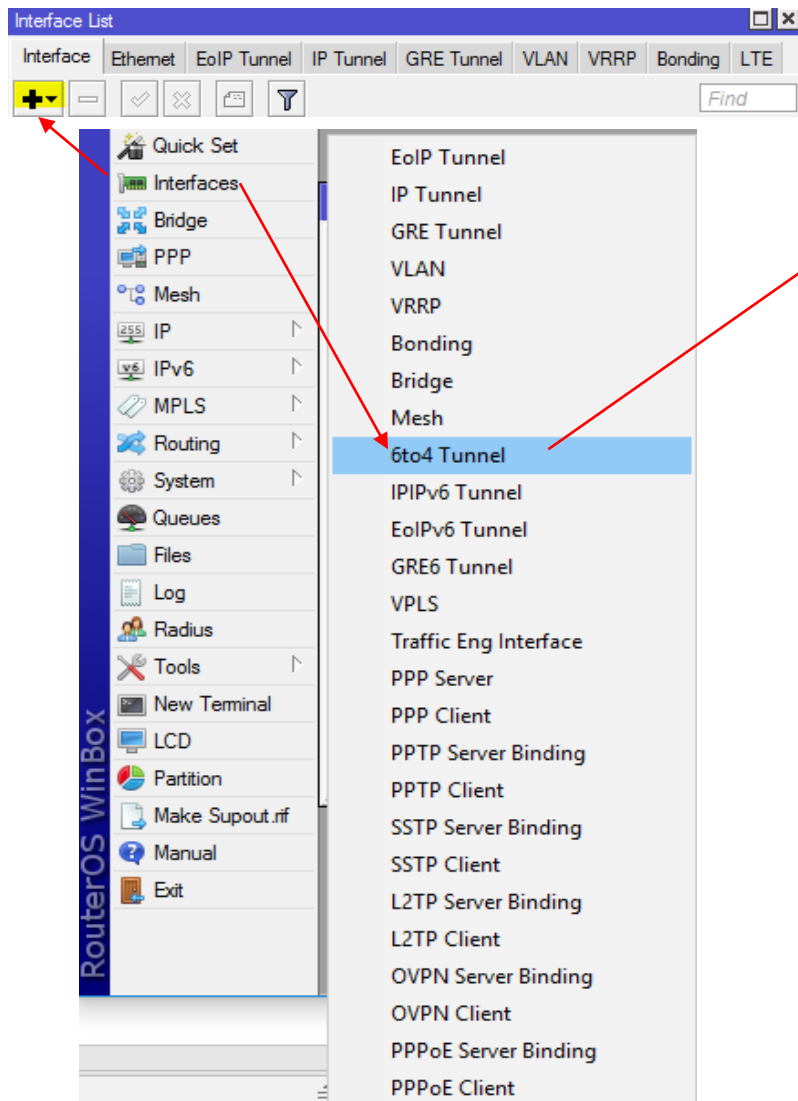 Interface List
Interface Ethernet EoIP Tunnel IP Tunnel GRE Tunnel VLAN VRRP Bonding LTE
Find
Quick Set
Interfaces
Bridge
PPP
Mesh
255 IP
v6 IPv6
MPLS
Routing
System
Queues
Files
Log
Radius
Tools
New Terminal
LCD
Partition
Make Supout.rif
Manual
Exit
RouterOS WinBox
EoIP Tunnel
IP Tunnel
GRE Tunnel
VLAN
VRRP
Bonding
Bridge
Mesh
6to4 Tunnel
IPIPv6 Tunnel
EoIPv6 Tunnel
GRE6 Tunnel
VPLS
Traffic Eng Interface
PPP Server
PPP Client
PPTP Server Binding
PPTP Client
SSTP Server Binding
SSTP Client
L2TP Server Binding
L2TP Client
OVPN Server Binding
OVPN Client
PPPoE Server Binding
PPPoE Client